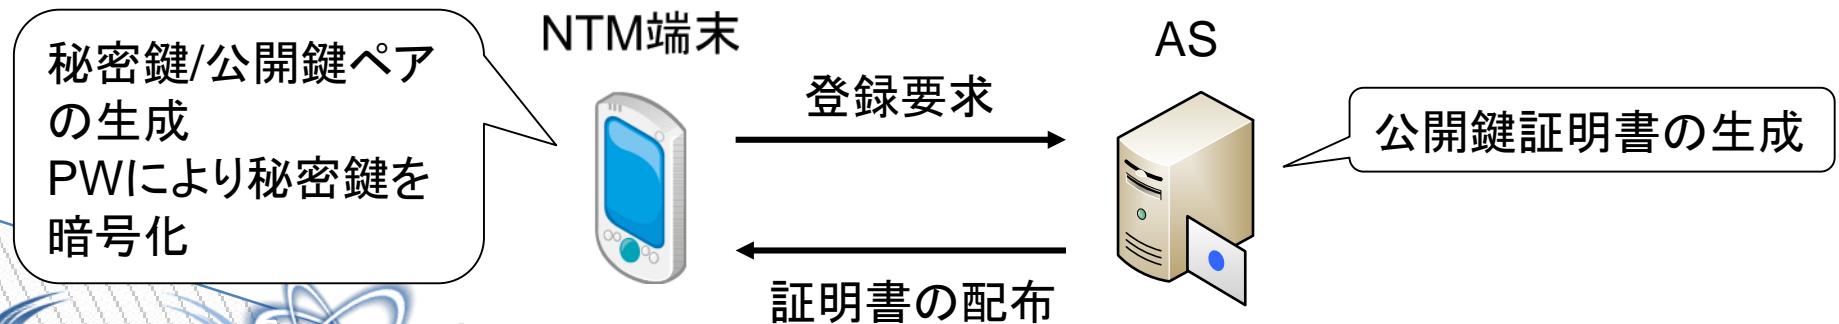 秘密鍵/公開鍵ペア
の生成
PWにより秘密鍵を
暗号化
NTM端末
登録要求
証明書の配布
AS
公開鍵証明書の生成